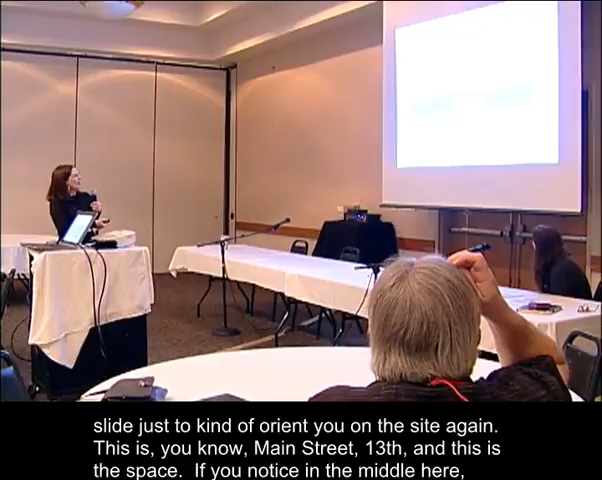 slide just to kind of orient you on the site again.
This is, you know, Main Street, 13th, and this is
the space.  If you notice in the middle here,